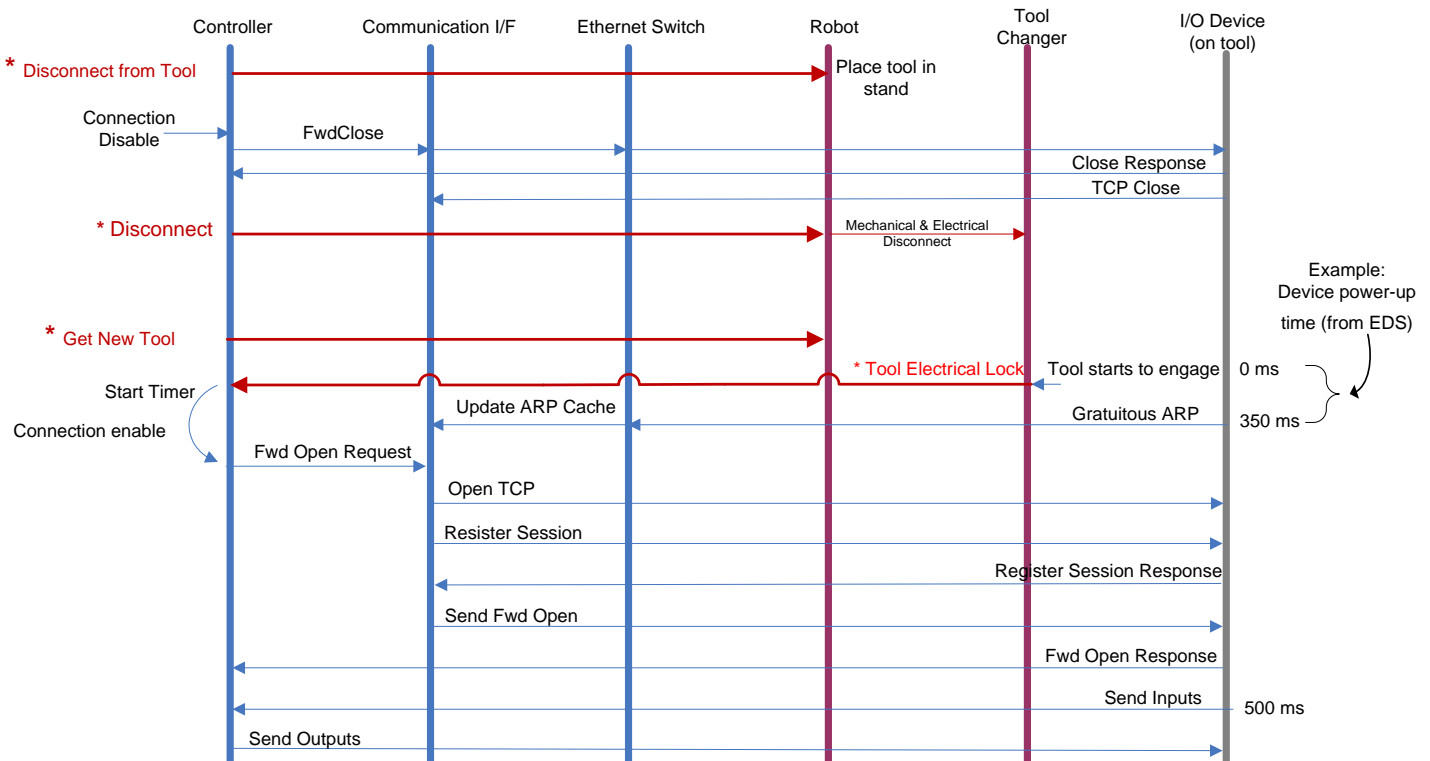 Controller
Communication I/F
Ethernet Switch
Robot
Tool
Changer
I/O Device
(on tool)
* Disconnect from Tool
Place tool in
stand
Connection
Disable
FwdClose
Close Response
TCP Close
* Disconnect
Mechanical & Electrical
Disconnect
Example:
Device power-up
time (from EDS)
* Get New Tool
* Tool Electrical Lock
Tool starts to engage
0 ms
Start Timer
Update ARP Cache
Gratuitous ARP
350 ms
Connection enable
Fwd Open Request
Open TCP
Resister Session
Register Session Response
Send Fwd Open
Fwd Open Response
Send Inputs
500 ms
Send Outputs